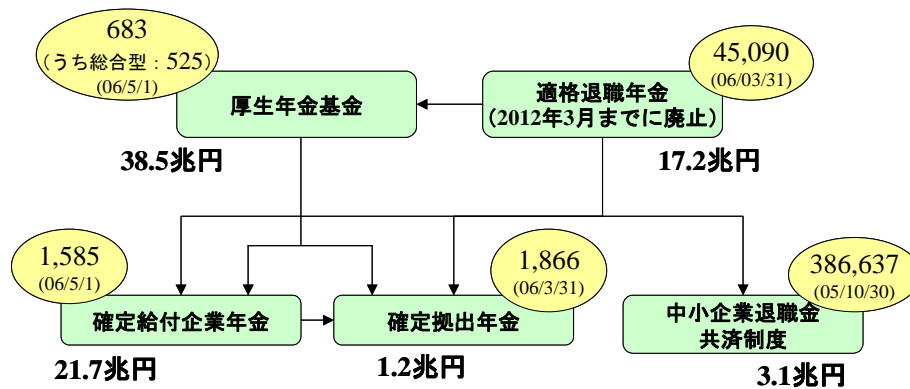 683
（うち総合型：525）
(06/5/1)
45,090
(06/03/31)
厚生年金基金
適格退職年金
（2012年3月までに廃止）
38.5兆円
17.2兆円
1,585
(06/5/1)
1,866
(06/3/31)
386,637
(05/10/30)
確定給付企業年金
確定拠出年金
中小企業退職金
共済制度
21.7兆円
1.2兆円
3.1兆円